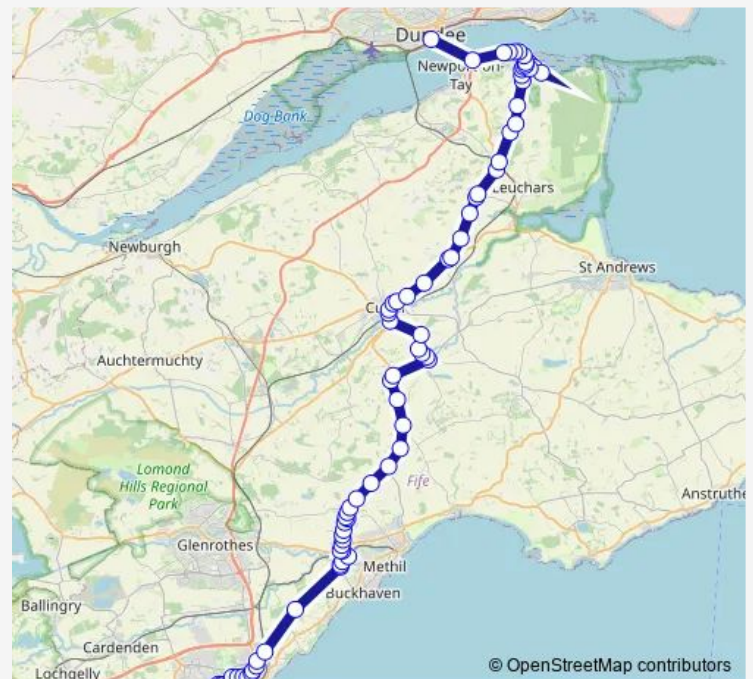 Dundee
Newport-on-
Tay
Dog-Bank
Leuchars
Newburgh
St Andrews
Cupar
Auchtermuchty
Lomond
Hills Regional
Park
Fife
Anstruthe
Glenrothes
Methil
Buckhaven
Ballingry
Cardenden
Lochgelly
© OpenStreetMap contributors